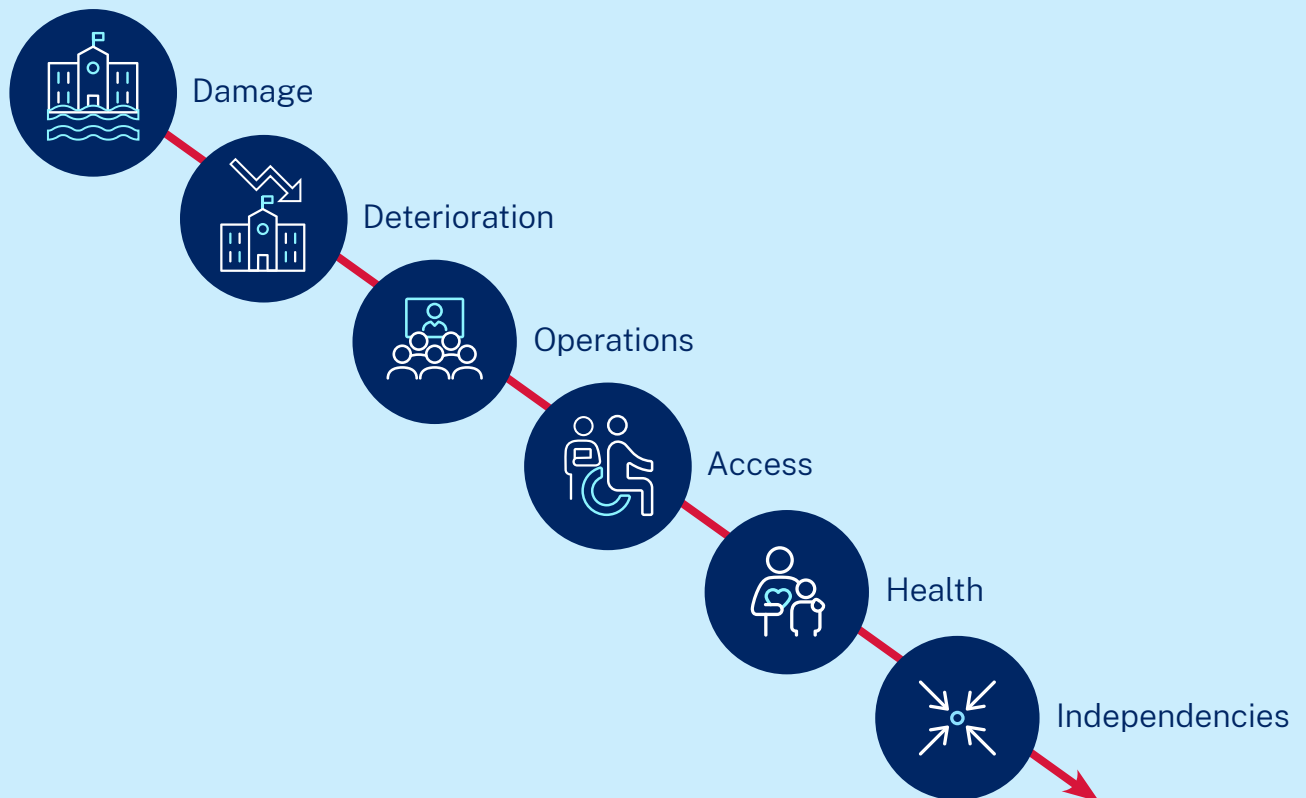 Damage
Deterioration
Operations
Access
Health
Independencies